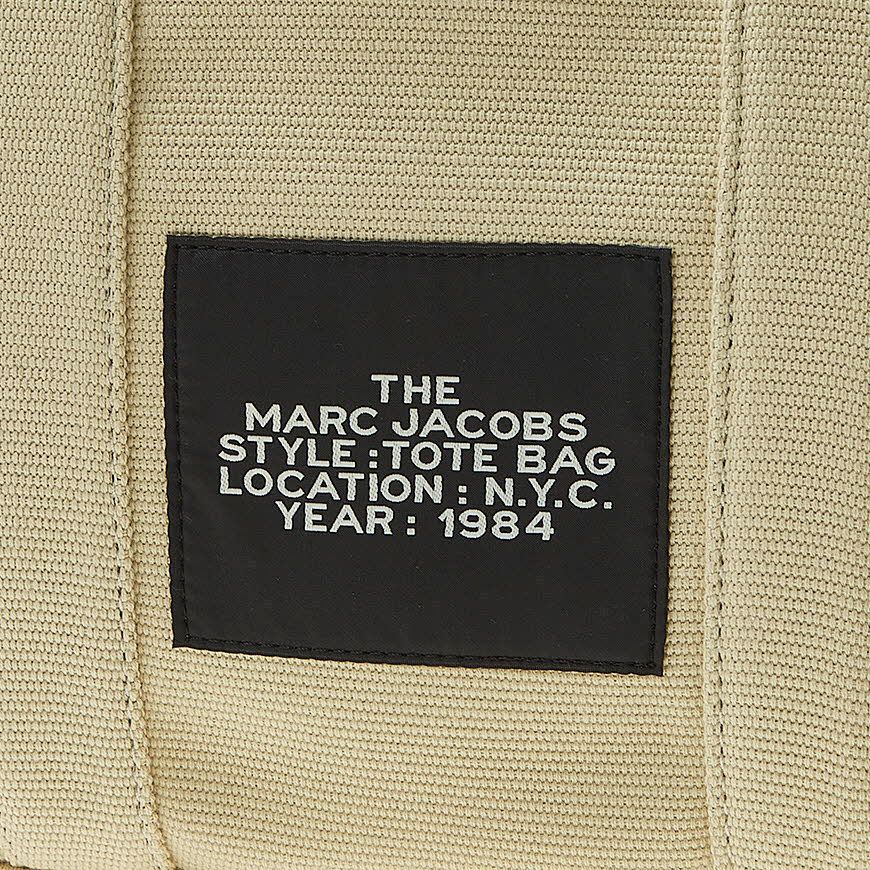 THE
MARC JACOBS
STYLE : TOTE BAG
LOCATION : N.Y.C.
YEAR : 1984